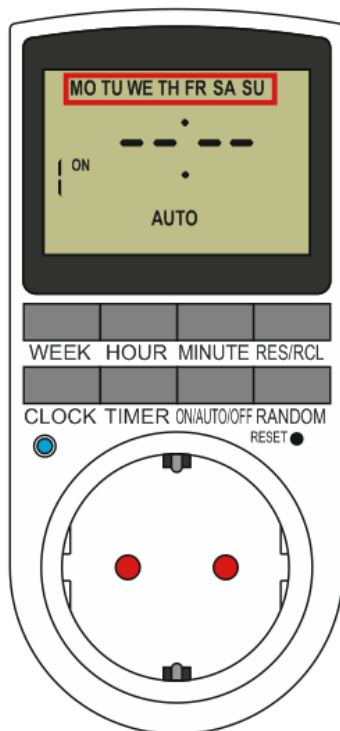 MO TU WE TH FR SA SU
-- : --
1 ON
AUTO
WEEK HOUR MINUTE RES/RCL
CLOCK TIMER ON/AUTO/OFF RANDOM
RESET